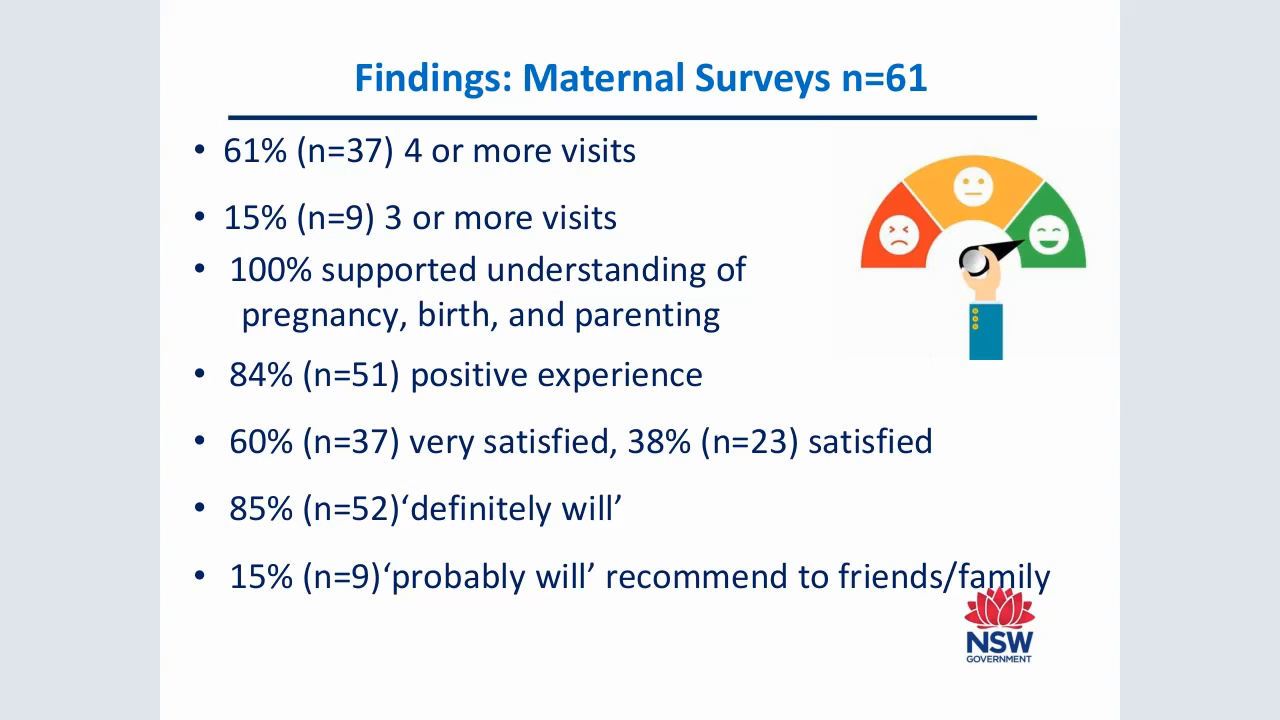 Findings: Maternal Surveys n=61
• 61% (n=37) 4 or more visits
• 15% (n=9) 3 or more visits
• 100% supported understanding of
pregnancy, birth, and parenting
• 84% (n=51) positive experience
• 60% (n=37) very satisfied, 38% (n=23) satisfied
• 85% (n=52)‘definitely will’
• 15% (n=9)‘probably will’ recommend to friends/family
NSW
GOVERNMENT